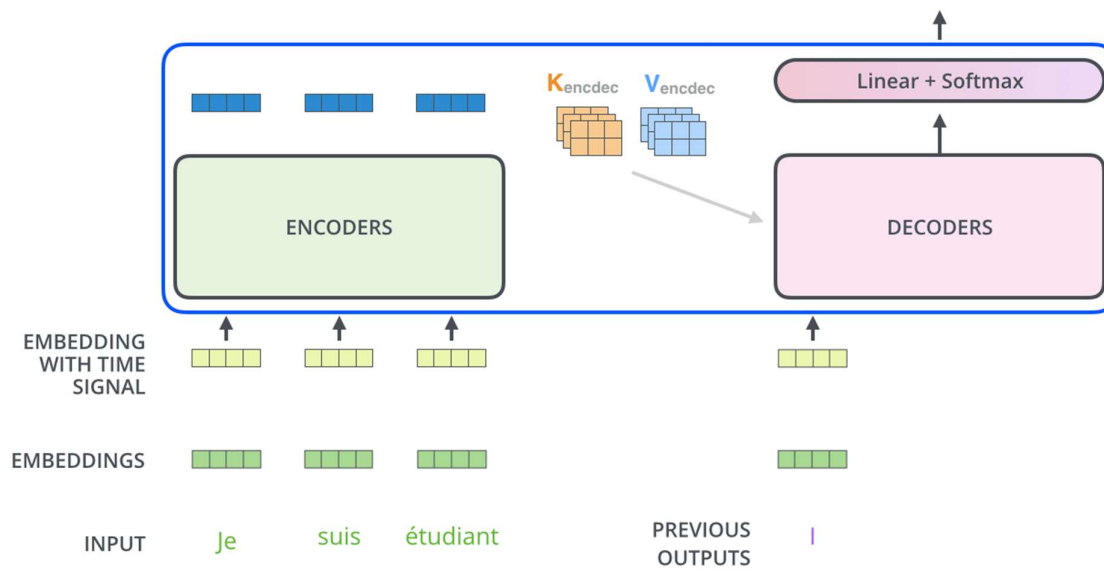 Linear + Softmax
Kencdec Vencdec
ENCODERS
DECODERS
EMBEDDING
WITH TIME
SIGNAL
EMBEDDINGS
INPUT
Je suis étudiant
PREVIOUS
OUTPUTS
I